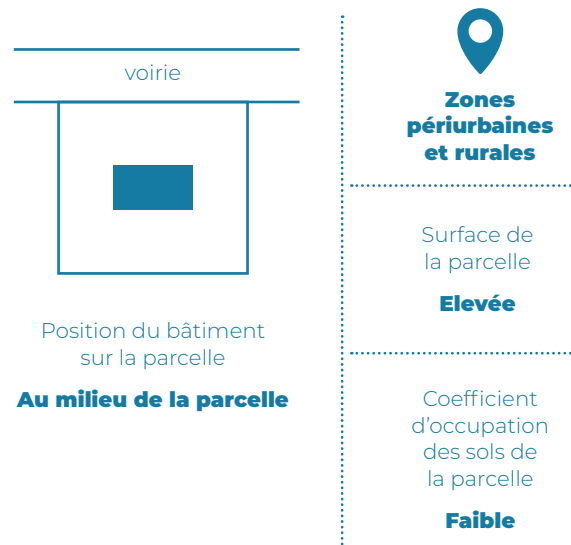 voirie
Position du bâtiment
sur la parcelle
Au milieu de la parcelle
Zones
périurbaines
et rurales
Surface de
la parcelle
Elevée
Coefficient
d'occupation
des sols de
la parcelle
Faible